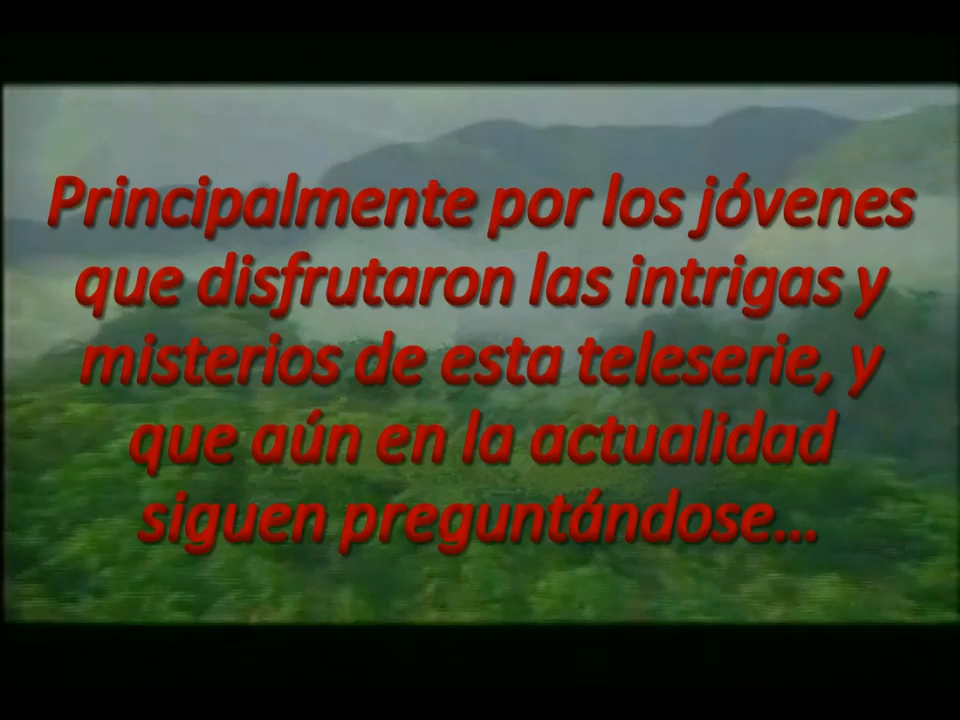 Principalmente por los jóvenes
que disfrutaron las intrigas y
misterios de esta teleserie, y
que aún en la actualidad
siguen preguntándose...